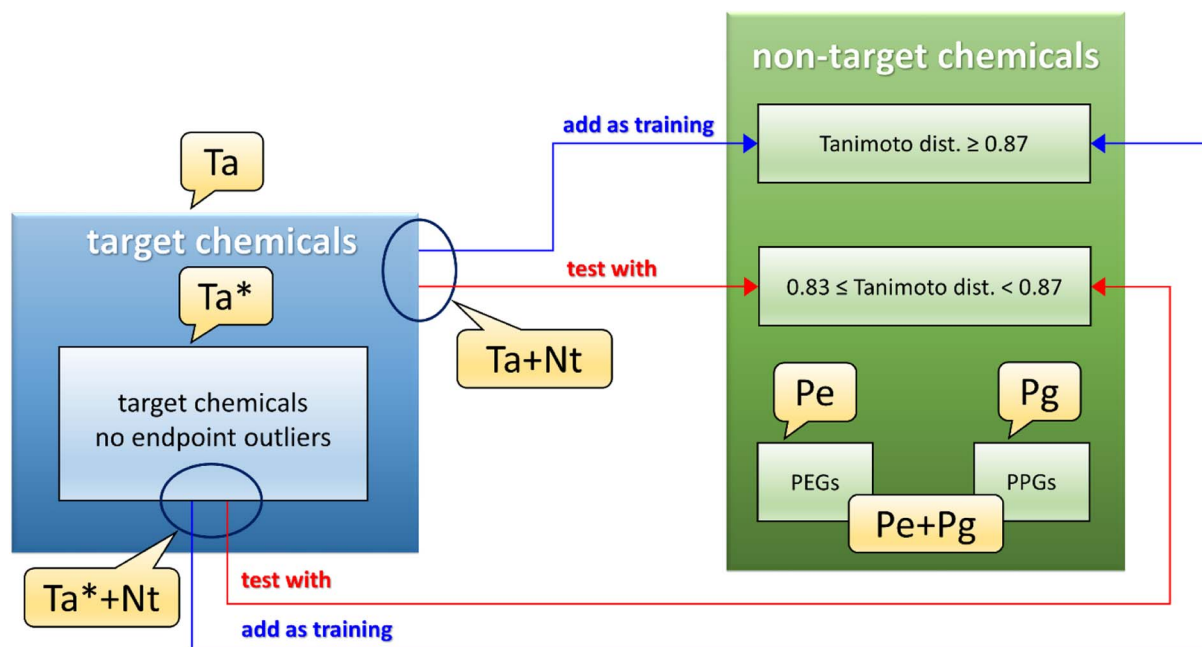 non-target chemicals
add as training
Tanimoto dist. ≥ 0.87
Ta
target chemicals
test with
0.83 ≤ Tanimoto dist. < 0.87
Ta*
Ta+Nt
target chemicals
no endpoint outliers
Pe
Pg
PEGs
PPGs
Pe+Pg
Ta*+Nt
test with
add as training